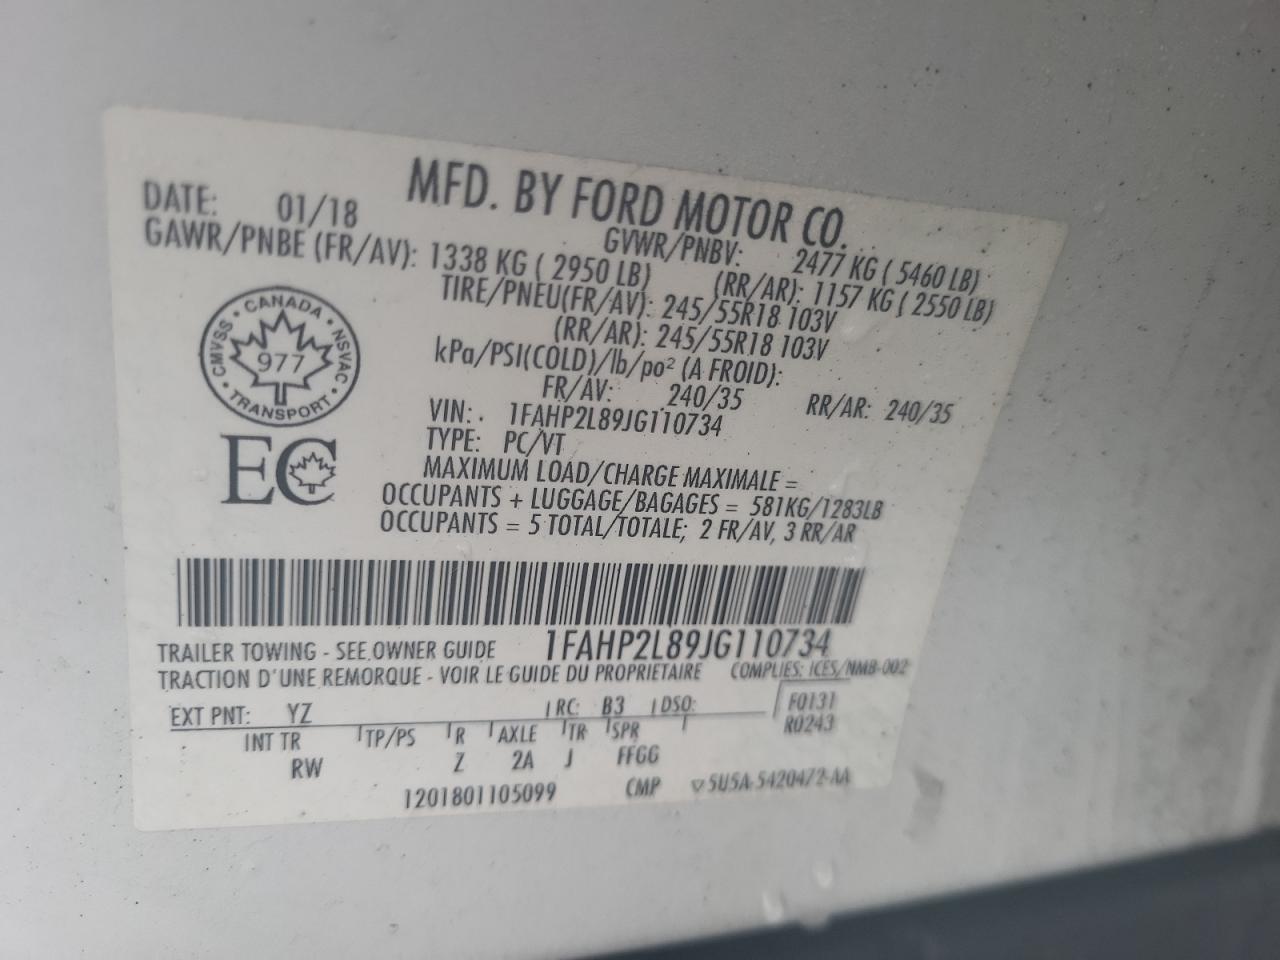 MFD. BY FORD MOTOR CO.
DATE: 01/18 GVWR/PNBV: 2477 KG ( 5460 LB)
GAWR/PNBE (FR/AV): 1338 KG ( 2950 LB) (RR/AR): 1157 KG ( 2550 LB)
TIRE/PNEU(FR/AV): 245/55R18 103V
(RR/AR): 245/55R18 103V
kPa/PSI(COLD)/lb/po² (A FROID):
FR/AV: 240/35 RR/AR: 240/35
VIN: 1FAHP2L89JG110734
TYPE: PC/VT
MAXIMUM LOAD/CHARGE MAXIMALE =
OCCUPANTS + LUGGAGE/BAGAGES = 581KG/1283LB
OCCUPANTS = 5 TOTAL/TOTALE; 2 FR/AV, 3 RR/AR
CANADA
CMVSS 977 NSVAC
TRANSPORT
EC
1FAHP2L89JG110734
TRAILER TOWING - SEE OWNER GUIDE
TRACTION D'UNE REMORQUE - VOIR LE GUIDE DU PROPRIETAIRE COMPLIES: ICES/NMB-002
EXT PNT: YZ RC: B3 DSO: F0131
R0243
INT TR TP/PS R AXLE TR SPR
RW Z 2A J FFGG
1201801105099 CMP ▽5U5A-5420472-AA